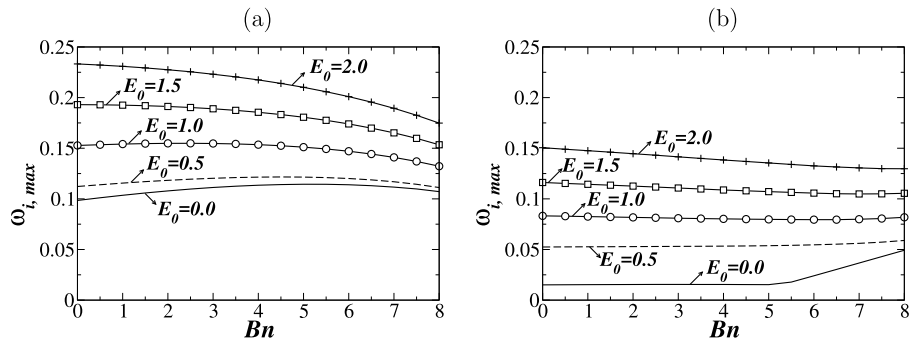 (a)
0.25
0.2
0.15
0.1
0.05
0
ω_{i, max}
E_0=2.0
E_0=1.5
E_0=1.0
E_0=0.5
E_0=0.0
0 1 2 3 4 5 6 7 8
Bn
(b)
0.25
0.2
0.15
0.1
0.05
0
ω_{i, max}
E_0=2.0
E_0=1.5
E_0=1.0
E_0=0.5
E_0=0.0
0 1 2 3 4 5 6 7 8
Bn